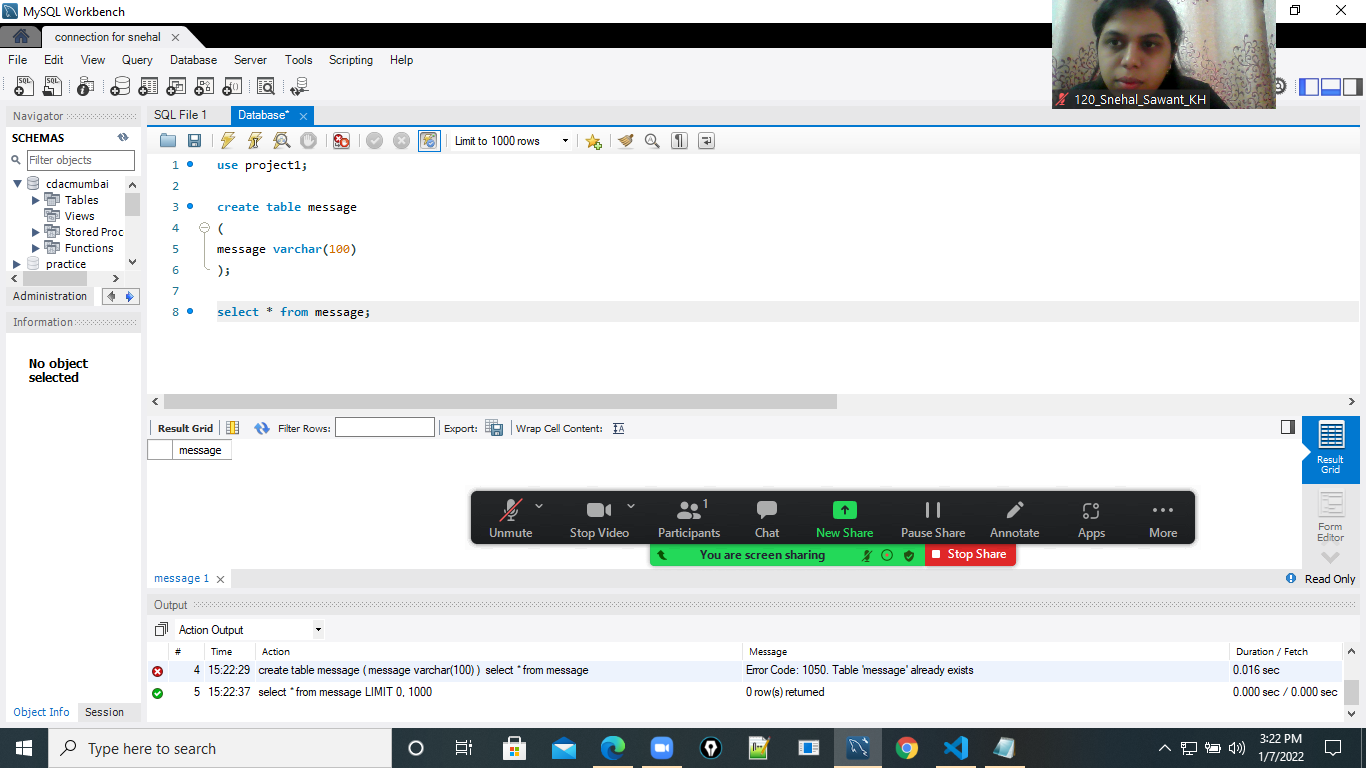 MySQL Workbench
connection for snehal
File Edit View Query Database Server Tools Scripting Help
120_Snehal_Sawant_KH
Navigator
SCHEMAS
Filter objects
cdacmumbai
Tables
Views
Stored Proc
Functions
practice
Administration
Information
No object
selected
Object Info Session
SQL File 1 Database*
Limit to 1000 rows
1 use project1;
2
3 create table message
4 (
5 message varchar(100)
6 );
7
8 select * from message;
Result Grid Filter Rows: Export: Wrap Cell Content:
message
Result
Grid
Form
Editor
Unmute Stop Video Participants 1 Chat New Share Pause Share Annotate Apps More
You are screen sharing Stop Share
message 1
Read Only
Output
Action Output
# Time Action Message Duration / Fetch
4 15:22:29 create table message ( message varchar(100) ) select * from message Error Code: 1050. Table 'message' already exists 0.016 sec
5 15:22:37 select * from message LIMIT 0, 1000 0 row(s) returned 0.000 sec / 0.000 sec
Type here to search
3:22 PM
1/7/2022